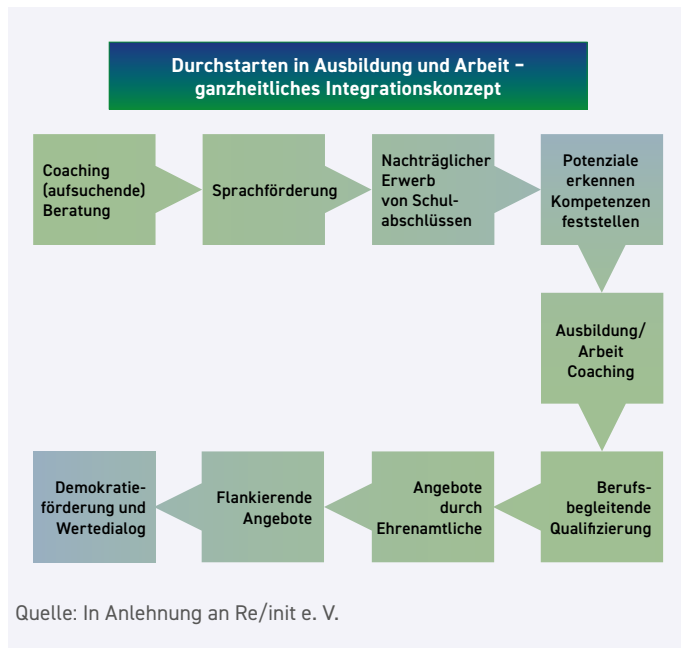 Durchstarten in Ausbildung und Arbeit –
ganzheitliches Integrationskonzept
Coaching
(aufsuchende)
Beratung
Sprachförderung
Nachträglicher
Erwerb
von Schul-
abschlüssen
Potenziale
erkennen
Kompetenzen
feststellen
Ausbildung/
Arbeit
Coaching
Berufs-
begleitende
Qualifizierung
Angebote
durch
Ehrenamtliche
Flankierende
Angebote
Demokratie-
förderung und
Wertedialog
Quelle: In Anlehnung an Re/init e. V.